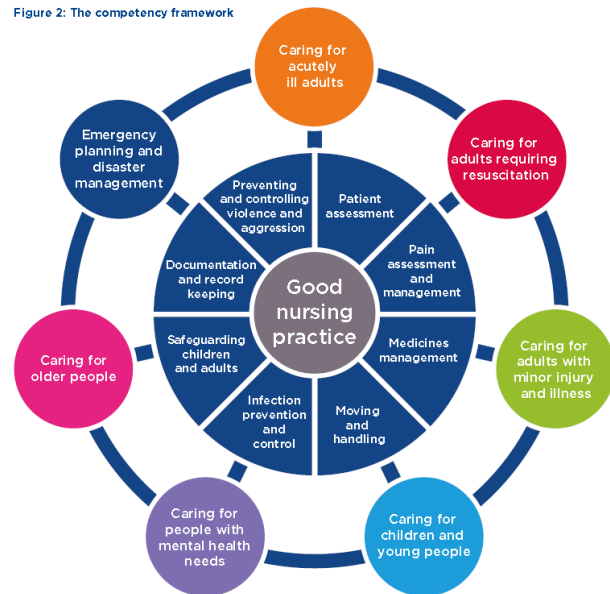 Figure 2: The competency framework
Caring for
acutely
ill adults
Caring for
adults requiring
resuscitation
Caring for
adults with
minor injury
and illness
Caring for
children and
young people
Caring for
people with
mental health
needs
Caring for
older people
Emergency
planning and
disaster
management
Patient
assessment
Pain
assessment
and
management
Medicines
management
Moving
and
handling
Infection
prevention
and
control
Safeguarding
children
and adults
Documentation
and record
keeping
Preventing
and controlling
violence and
aggression
Good
nursing
practice